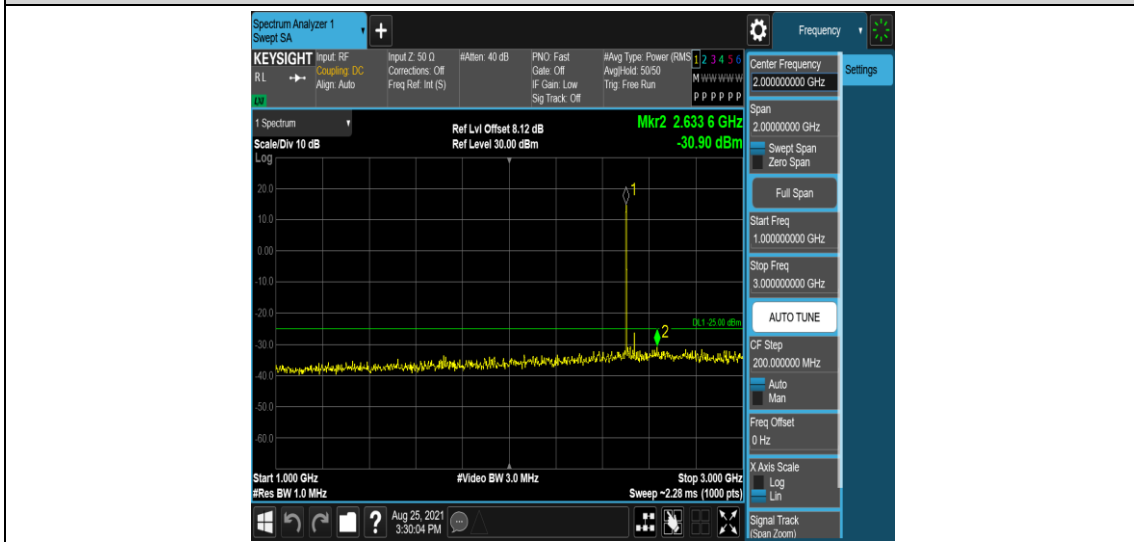 Spectrum Analyzer 1
Swept SA
+
Frequency
KEYSIGHT
RL
LXI
Input: RF
Coupling: DC
Align: Auto
Input Z: 50 Ω
Corrections: Off
Freq Ref: Int (S)
#Atten: 40 dB
PNO: Fast
Gate: Off
IF Gain: Low
Sig Track: Off
#Avg Type: Power (RMS
Avg|Hold: 50/50
Trig: Free Run
1 2 3 4 5 6
M W W W W W
P P P P P P
1 Spectrum
Scale/Div 10 dB
Ref Lvl Offset 8.12 dB
Ref Level 30.00 dBm
Mkr2 2.633 6 GHz
-30.90 dBm
Log
20.0
10.0
0.00
-10.0
-20.0
-30.0
-40.0
-50.0
-60.0
1
DL1 -25.00 dBm
2
Start 1.000 GHz
#Res BW 1.0 MHz
#Video BW 3.0 MHz
Stop 3.000 GHz
Sweep ~2.28 ms (1000 pts)
?
Aug 25, 2021
3:30:04 PM
Center Frequency
2.000000000 GHz
Settings
Span
2.00000000 GHz
Swept Span
Zero Span
Full Span
Start Freq
1.000000000 GHz
Stop Freq
3.000000000 GHz
AUTO TUNE
CF Step
200.000000 MHz
Auto
Man
Freq Offset
0 Hz
X Axis Scale
Log
Lin
Signal Track
(Span Zoom)